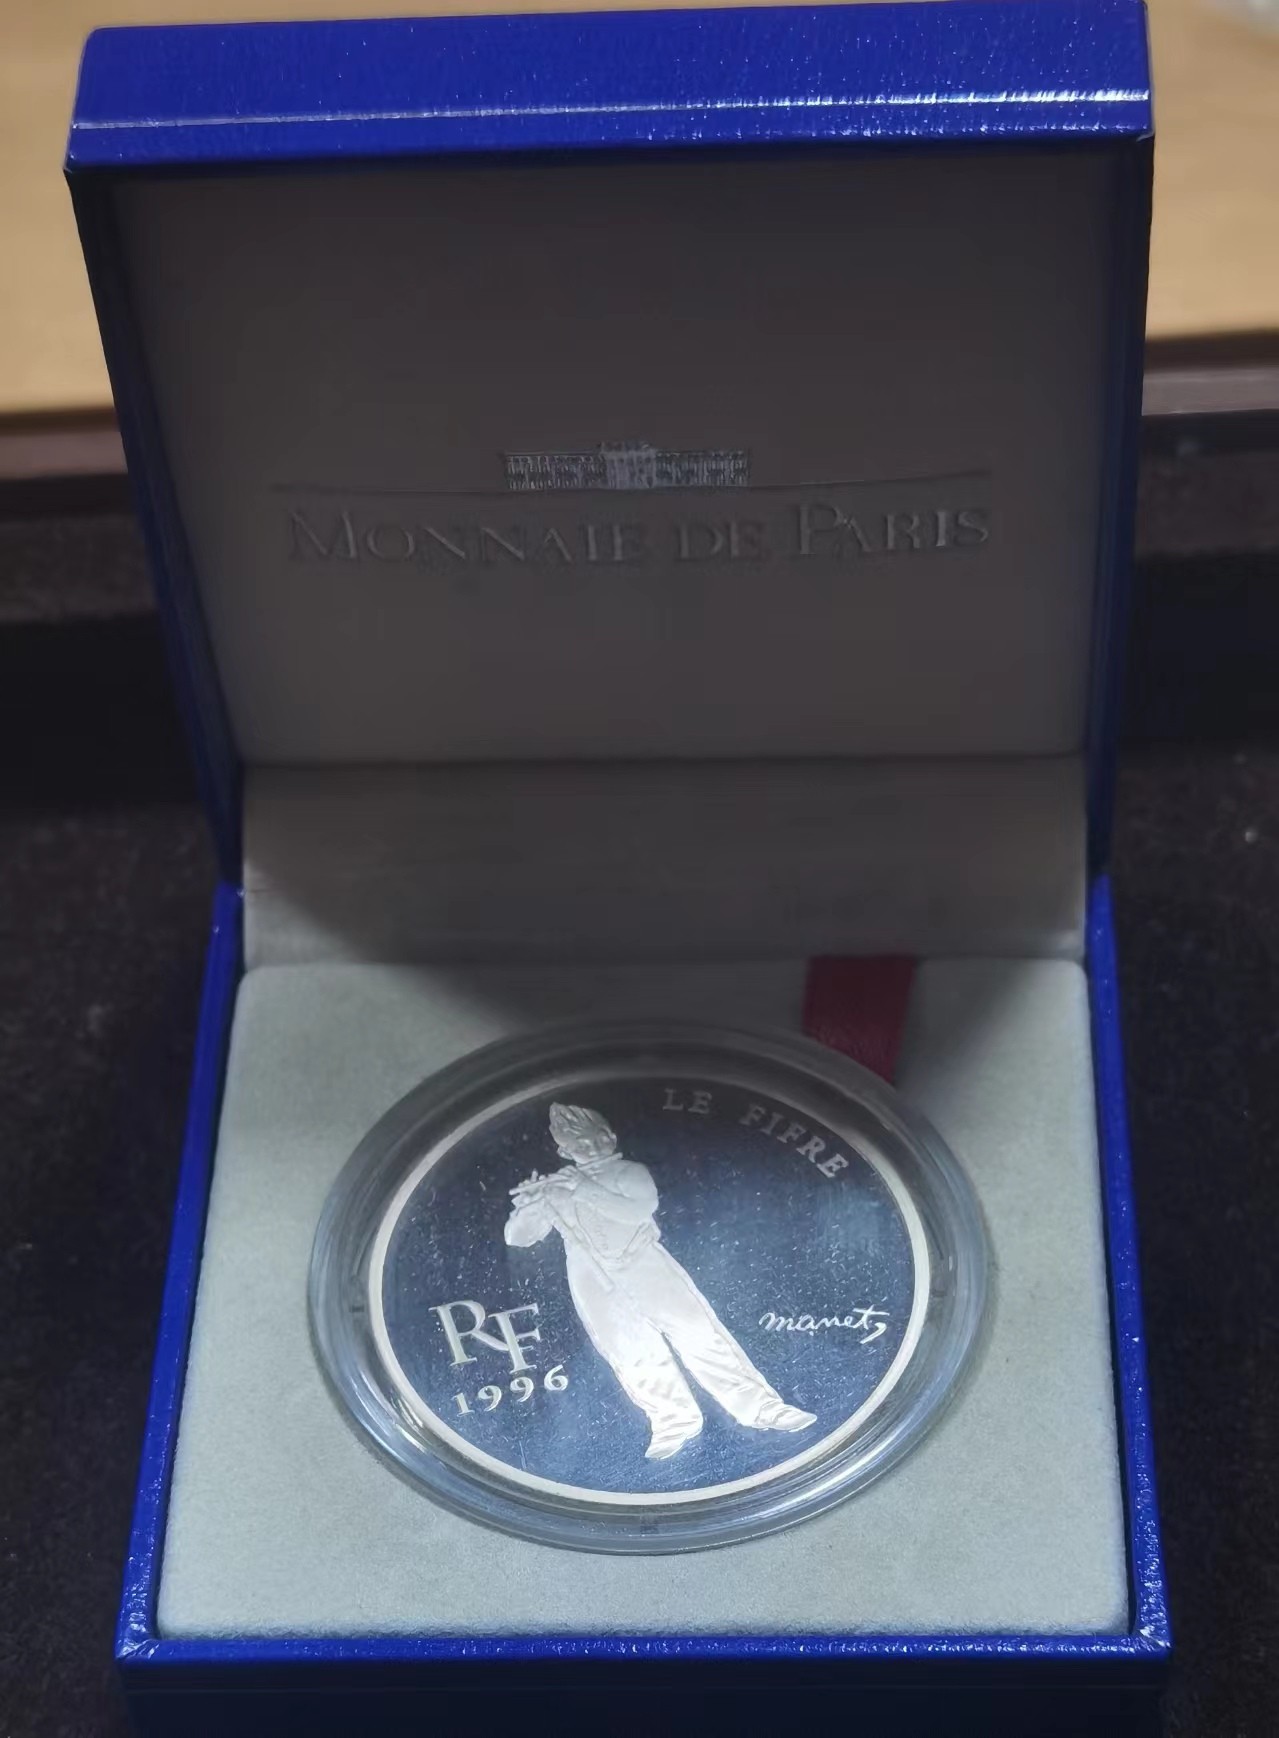 MONNAIE DE PARIS
LE FIFRE
manet
RF
1996